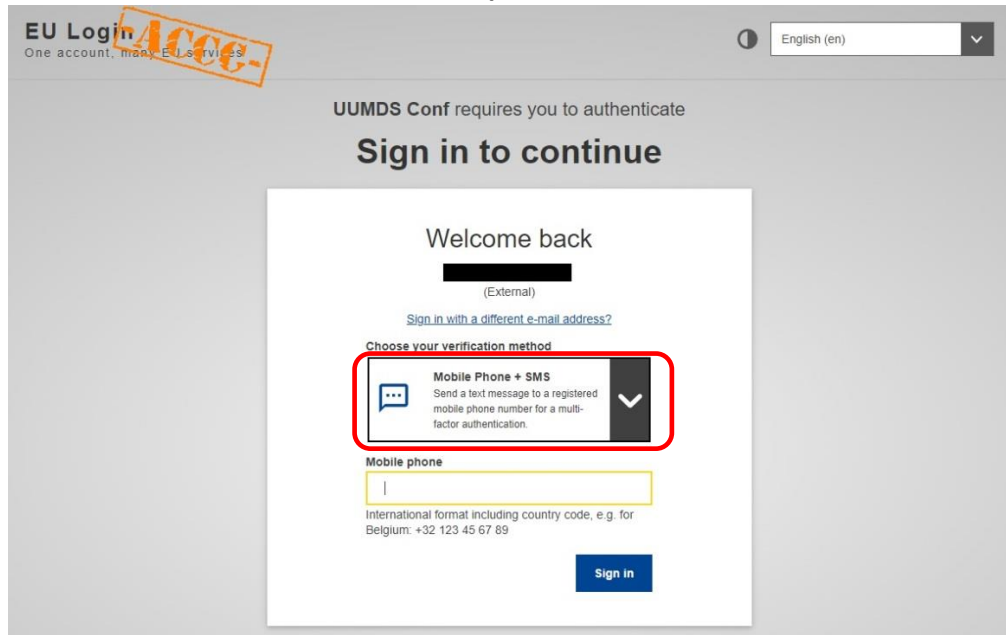 EU Login
Acce-
One account, many EU services
English (en)
UUMDS Conf requires you to authenticate
Sign in to continue
Welcome back
(External)
Sign in with a different e-mail address?
Choose your verification method
Mobile Phone + SMS
Send a text message to a registered
mobile phone number for a multi-
factor authentication.
Mobile phone
International format including country code, e.g. for
Belgium: +32 123 45 67 89
Sign in